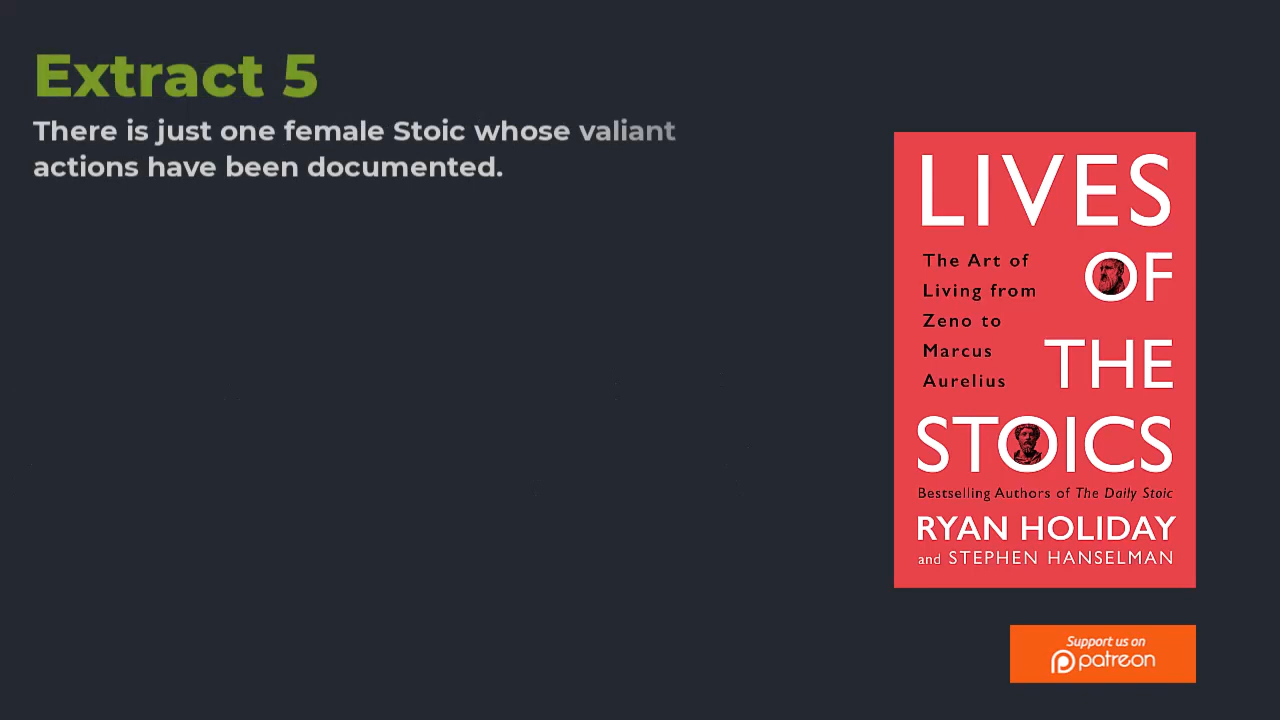 Extract 5
There is just one female Stoic whose valiant
actions have been documented.
LIVES
OF
THE
STOICS
The Art of
Living from
Zeno to
Marcus
Aurelius
Bestselling Authors of The Daily Stoic
RYAN HOLIDAY
and STEPHEN HANSELMAN
Support us on
patreon